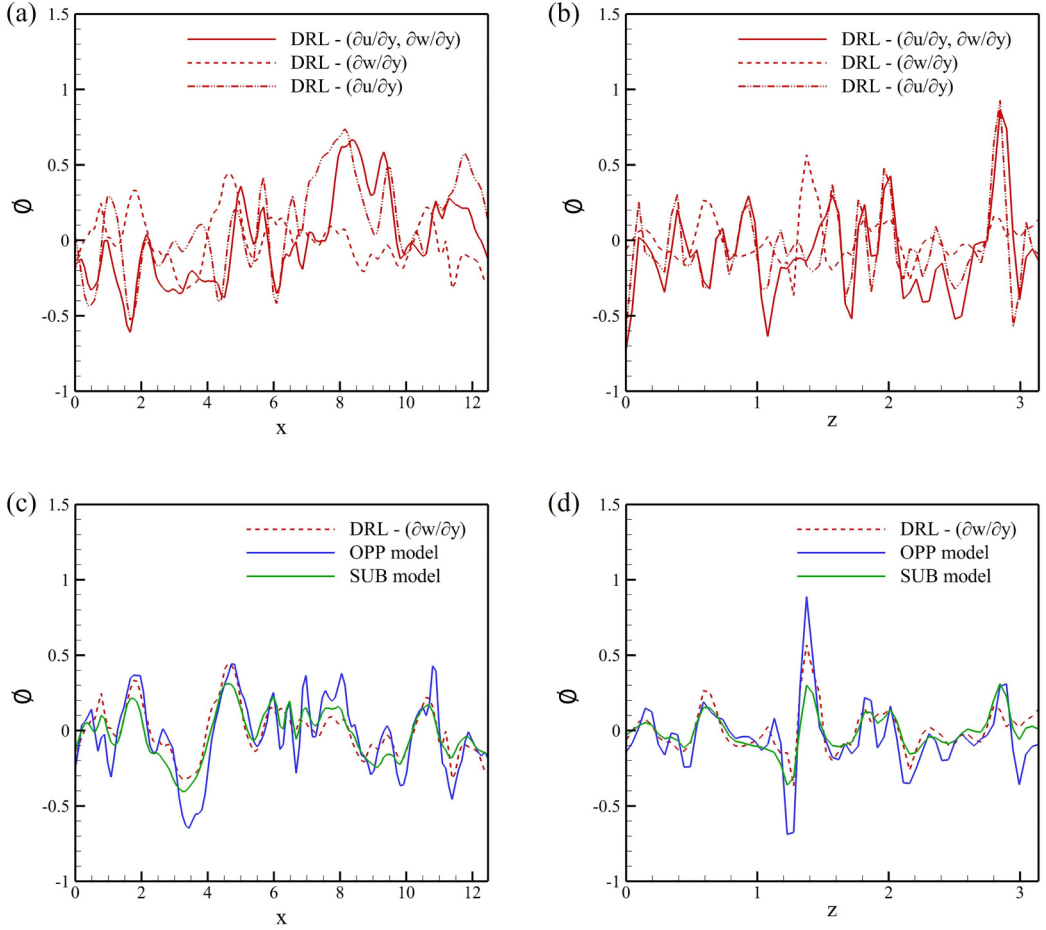 (a)
1.5
1
0.5
0
-0.5
-1
Ø
DRL - (∂u/∂y, ∂w/∂y)
DRL - (∂w/∂y)
DRL - (∂u/∂y)
0 2 4 6 8 10 12
x
(b)
1.5
1
0.5
0
-0.5
-1
Ø
DRL - (∂u/∂y, ∂w/∂y)
DRL - (∂w/∂y)
DRL - (∂u/∂y)
0 1 2 3
z
(c)
1.5
1
0.5
0
-0.5
-1
Ø
DRL - (∂w/∂y)
OPP model
SUB model
0 2 4 6 8 10 12
x
(d)
1.5
1
0.5
0
-0.5
-1
Ø
DRL - (∂w/∂y)
OPP model
SUB model
0 1 2 3
z